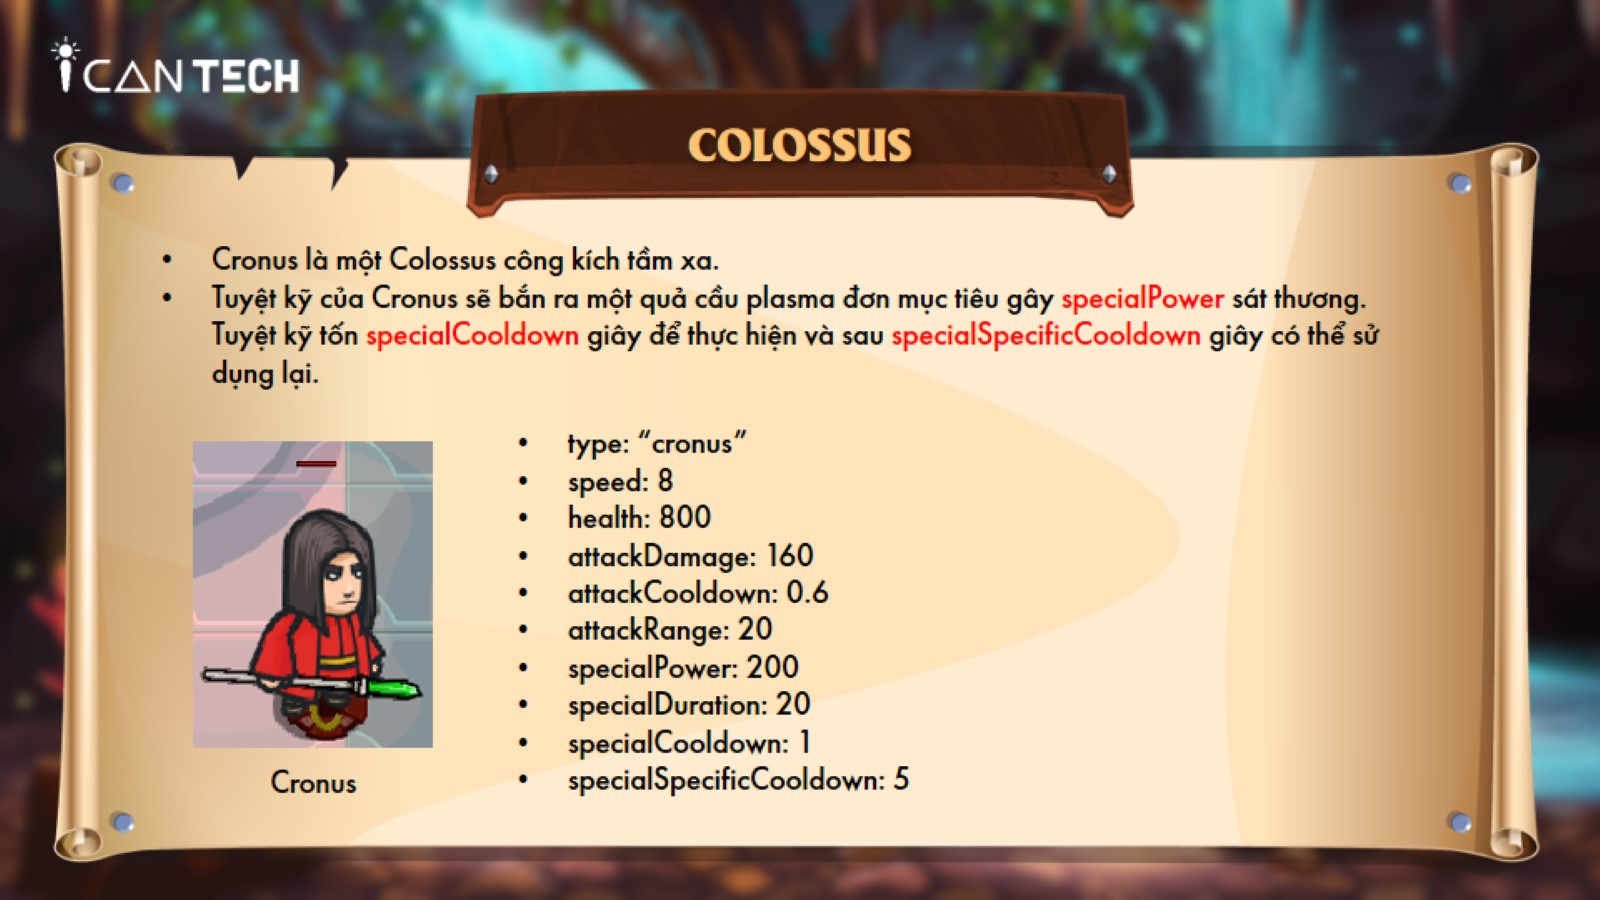 iCANTECH
COLOSSUS
• Cronus là một Colossus công kích tầm xa.
• Tuyệt kỹ của Cronus sẽ bắn ra một quả cầu plasma đơn mục tiêu gây specialPower sát thương.
Tuyệt kỹ tốn specialCooldown giây để thực hiện và sau specialSpecificCooldown giây có thể sử
dụng lại.
• type: “cronus”
• speed: 8
• health: 800
• attackDamage: 160
• attackCooldown: 0.6
• attackRange: 20
• specialPower: 200
• specialDuration: 20
• specialCooldown: 1
• specialSpecificCooldown: 5
Cronus